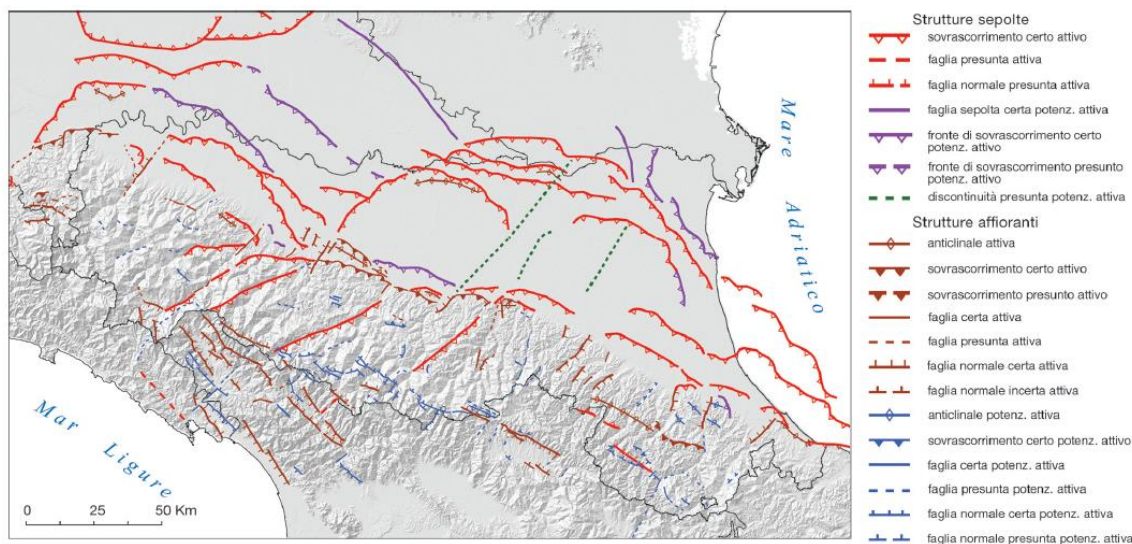 Mare
Adriatico
Mar Ligure
0 25 50 Km
Strutture sepolte
sovrascorrimento certo attivo
faglia presunta attiva
faglia normale presunta attiva
faglia sepolta certa potenz. attiva
fronte di sovrascorrimento certo
potenz. attivo
fronte di sovrascorrimento presunto
potenz. attivo
discontinuità presunta potenz. attiva
Strutture affioranti
anticlinale attiva
sovrascorrimento certo attivo
sovrascorrimento presunto attivo
faglia certa attiva
faglia presunta attiva
faglia normale certa attiva
faglia normale incerta attiva
anticlinale potenz. attiva
sovrascorrimento certo potenz. attivo
faglia certa potenz. attiva
faglia presunta potenz. attiva
faglia normale certa potenz. attiva
faglia normale presunta potenz. attiva